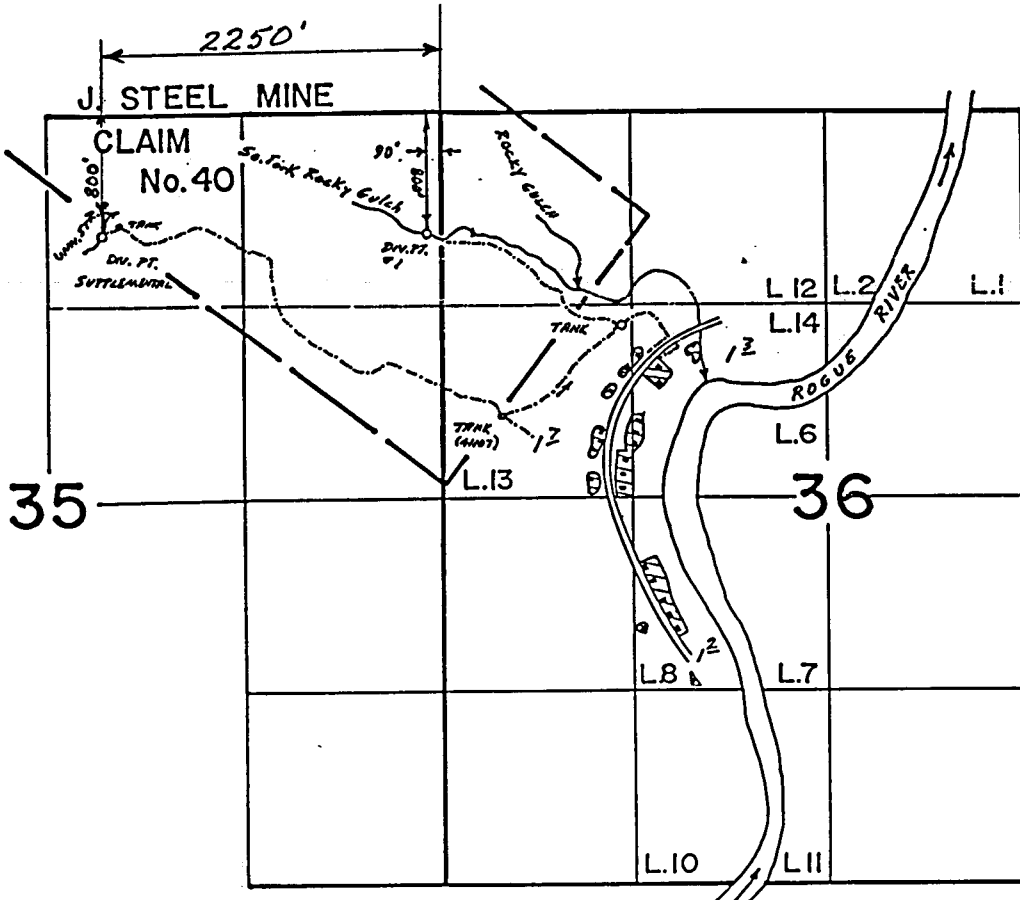 2250'
J. STEEL MINE
CLAIM
No. 40
800'
So. Fork Rocky Gulch
90'
800'
ROCKY GULCH
UNN. STR.
TANK
DIV. PT.
SUPPLEMENTAL
DIV. PT.
#1
L.12
L.2
L.1
L.14
TANK
1 3
ROGUE RIVER
TANK
1 7
L.13
L.6
35
36
1 2
L.8
L.7
L.10
L.11